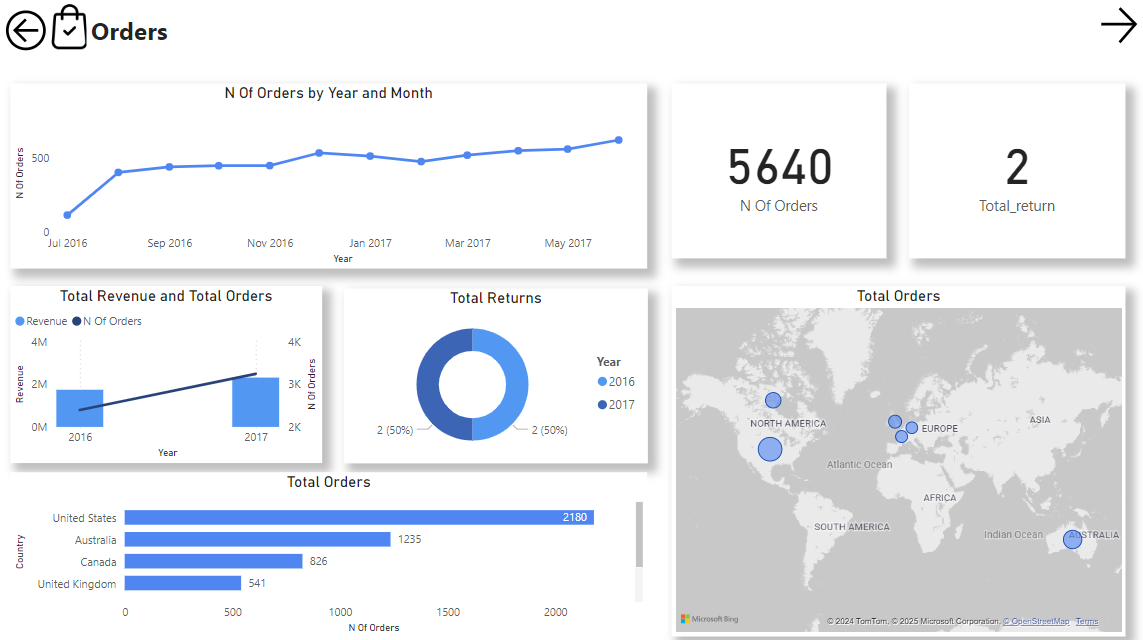 Orders
N Of Orders by Year and Month
N Of Orders
500
0
Jul 2016 Sep 2016 Nov 2016 Jan 2017 Mar 2017 May 2017
Year
5640
N Of Orders
2
Total_return
Total Revenue and Total Orders
Revenue N Of Orders
Revenue
4M
2M
0M
4K
3K
2K
N Of Orders
2016 2017
Year
Total Returns
2 (50%)
2 (50%)
Year
2016
2017
Total Orders
NORTH AMERICA
EUROPE
ASIA
Atlantic Ocean
AFRICA
SOUTH AMERICA
Indian Ocean
AUSTRALIA
Microsoft Bing
© 2024 TomTom, © 2025 Microsoft Corporation, © OpenStreetMap Terms
Total Orders
Country
United States 2180
Australia 1235
Canada 826
United Kingdom 541
0 500 1000 1500 2000
N Of Orders